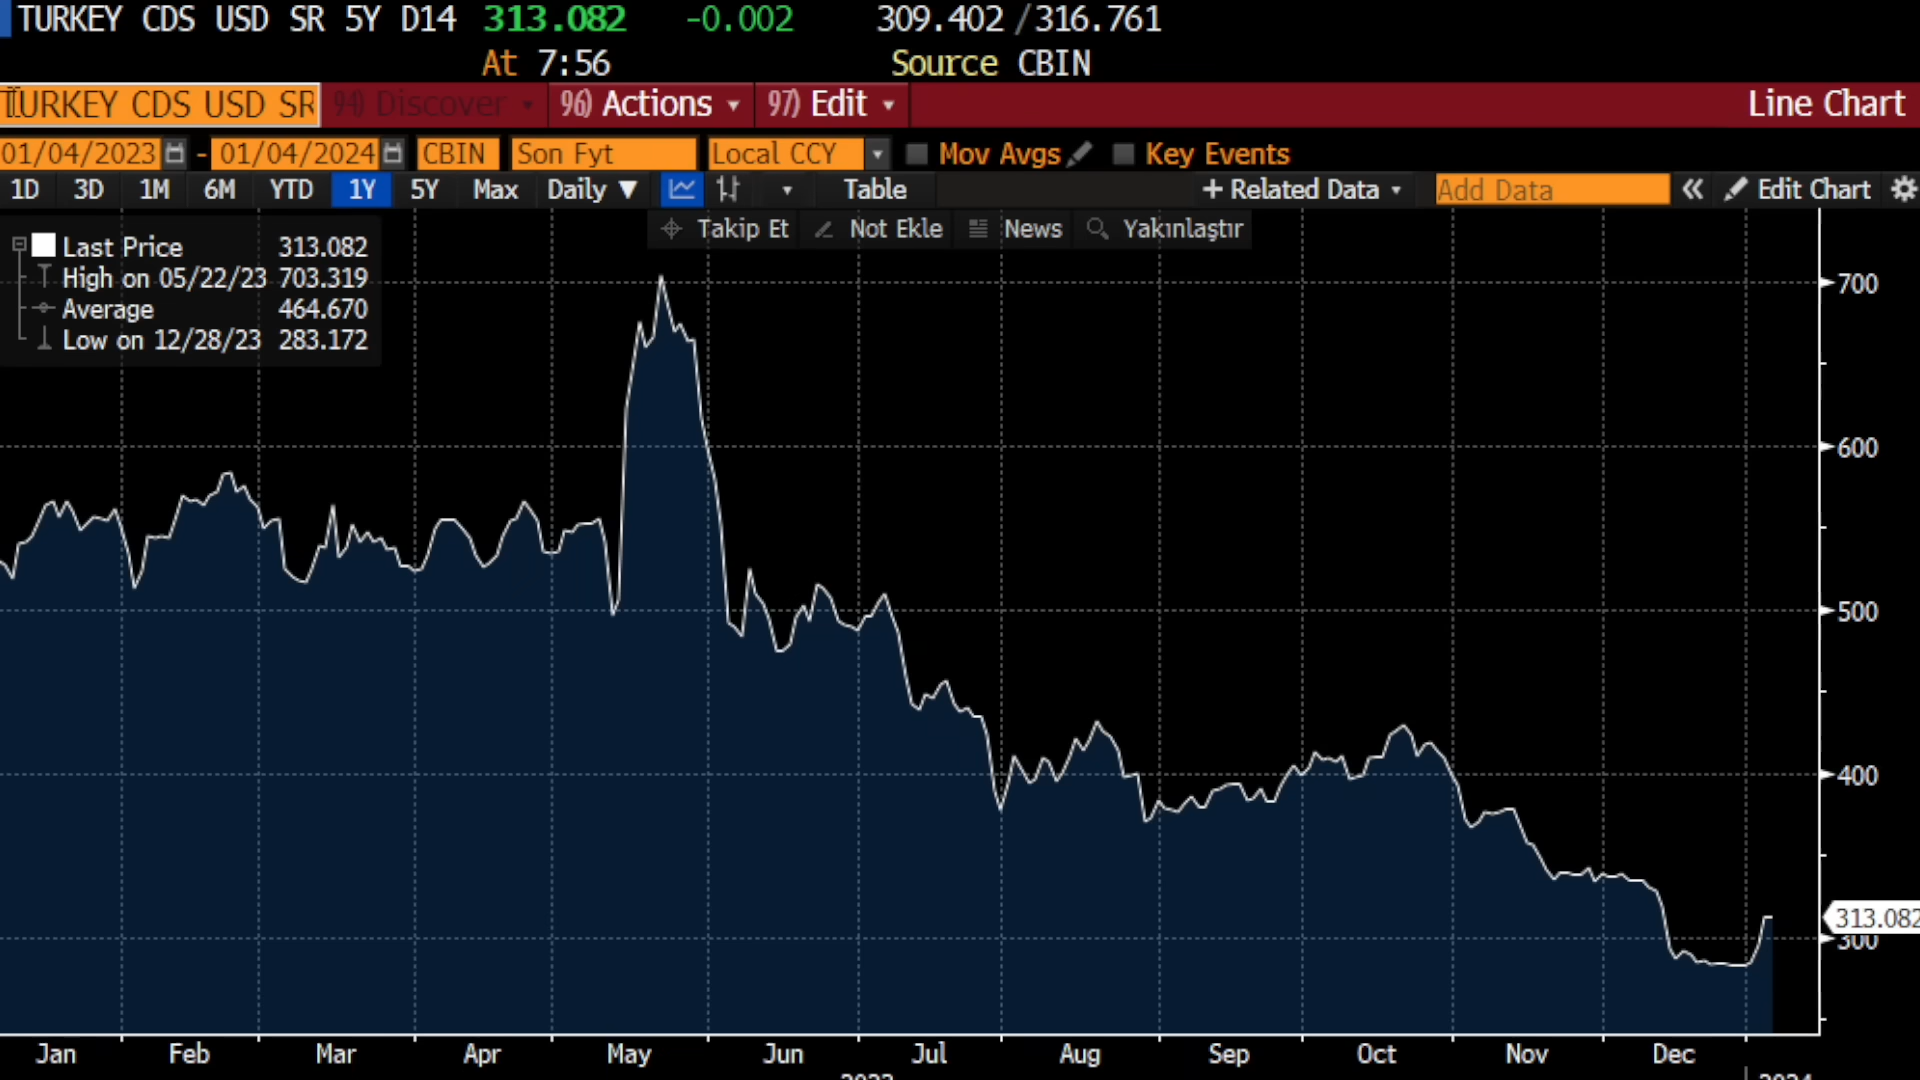 TURKEY CDS USD SR 5Y D14 313.082 -0.002 309.402 / 316.761
At 7:56 Source CBIN
TURKEY CDS USD SR 94) Discover 96) Actions 97) Edit Line Chart
01/04/2023 - 01/04/2024 CBIN Son Fyt Local CCY Mov Avgs Key Events
1D 3D 1M 6M YTD 1Y 5Y Max Daily ▼ Table + Related Data Add Data « Edit Chart
Takip Et Not Ekle News Yakınlaştır
Last Price 313.082
High on 05/22/23 703.319
Average 464.670
Low on 12/28/23 283.172
700
600
500
400
313.082
300
Jan Feb Mar Apr May Jun Jul Aug Sep Oct Nov Dec
2023 2024